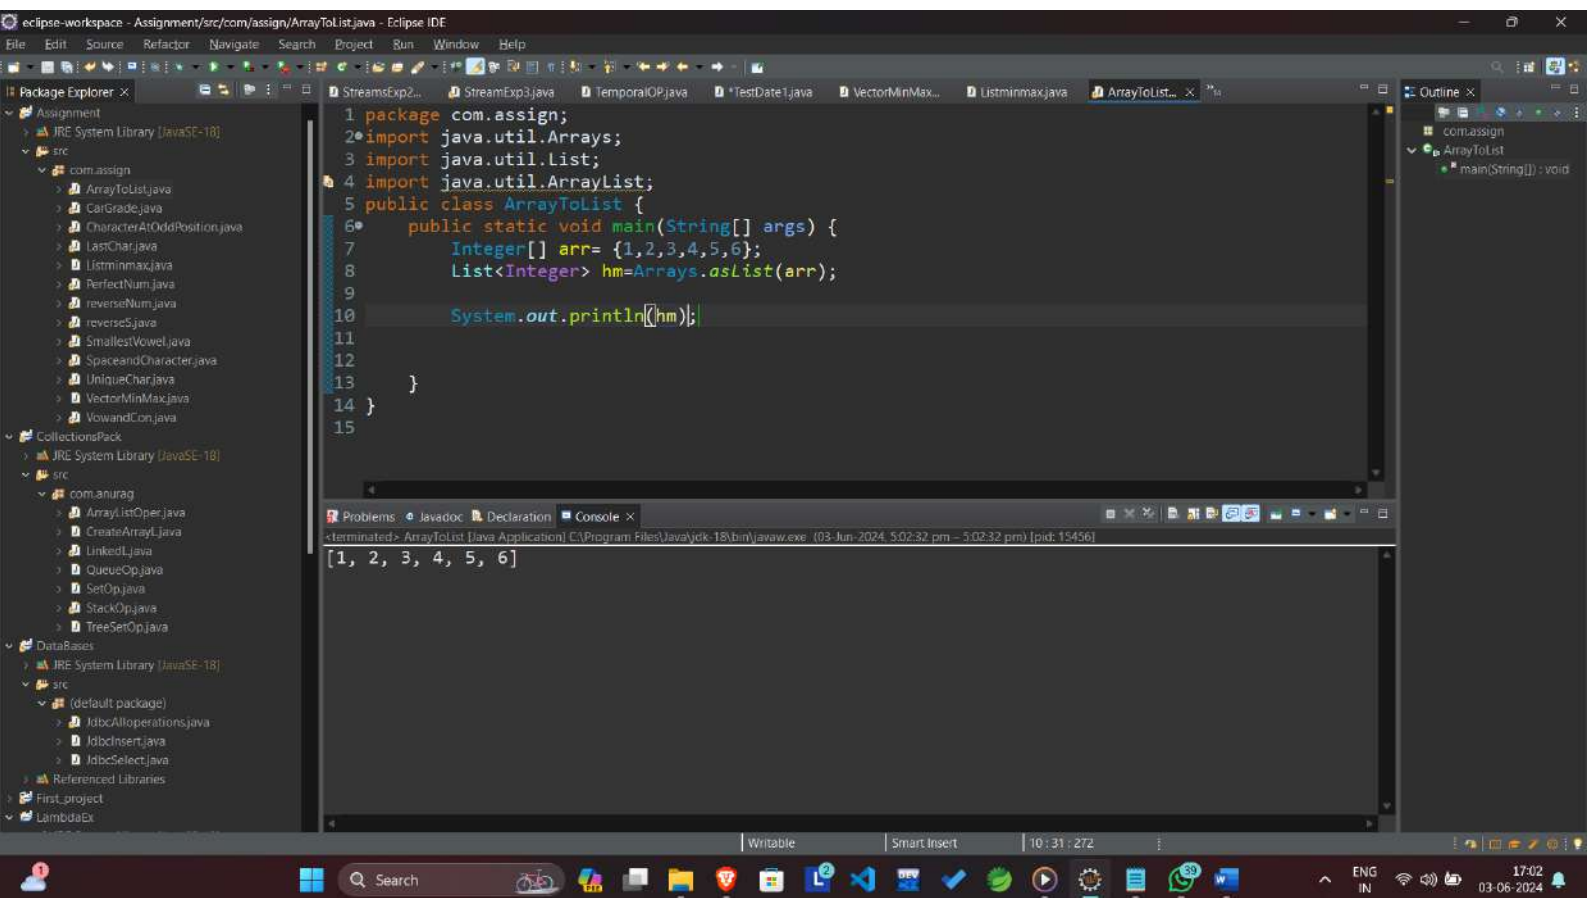 eclipse-workspace - Assignment/src/com/assign/ArrayToList.java - Eclipse IDE
File Edit Source Refactor Navigate Search Project Run Window Help
Package Explorer ×
Assignment
JRE System Library [JavaSE-18]
src
com.assign
ArrayToList.java
CarGrade.java
CharacterAtOddPosition.java
LastChar.java
Listminmax.java
PerfectNum.java
reverseNum.java
reverseS.java
SmallestVowel.java
SpaceandCharacter.java
UniqueChar.java
VectorMinMax.java
VowandCon.java
CollectionsPack
JRE System Library [JavaSE-18]
src
com.anurag
ArrayListOper.java
CreateArrayL.java
LinkedL.java
QueueOp.java
SetOp.java
StackOp.java
TreeSetOp.java
DataBases
JRE System Library [JavaSE-18]
src
(default package)
JdbcAlloperations.java
JdbcInsert.java
JdbcSelect.java
Referenced Libraries
First_project
LambdaEx
StreamsExp2... StreamExp3.java TemporalOP.java *TestDate1.java VectorMinMax... Listminmax.java ArrayToList... ×
1 package com.assign;
2 import java.util.Arrays;
3 import java.util.List;
4 import java.util.ArrayList;
5 public class ArrayToList {
6 public static void main(String[] args) {
7 Integer[] arr= {1,2,3,4,5,6};
8 List<Integer> hm=Arrays.asList(arr);
9
10 System.out.println(hm);
11
12
13 }
14 }
15
Problems Javadoc Declaration Console ×
<terminated> ArrayToList [Java Application] C:\Program Files\Java\jdk-18\bin\javaw.exe (03-Jun-2024, 5:02:32 pm – 5:02:32 pm) [pid: 15456]
[1, 2, 3, 4, 5, 6]
Outline ×
com.assign
ArrayToList
main(String[]) : void
Writable Smart Insert 10 : 31 : 272
1
Search
2
DEV
39
ENG
IN
17:02
03-06-2024